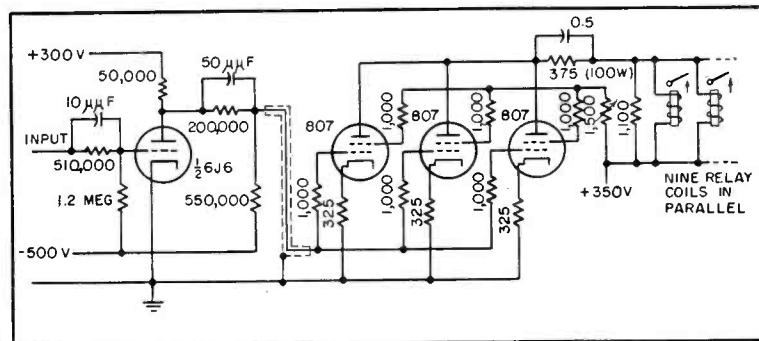 +300 V
50,000
10 μμF
INPUT
510,000
1.2 MEG
-500 V
½ 6J6
50 μμF
200,000
550,000
807
1,000
807
1,000
807
1,000
1,500
1,100
1,000
325
1,000
325
1,000
325
0.5
375 (100W)
+350V
NINE RELAY
COILS IN
PARALLEL